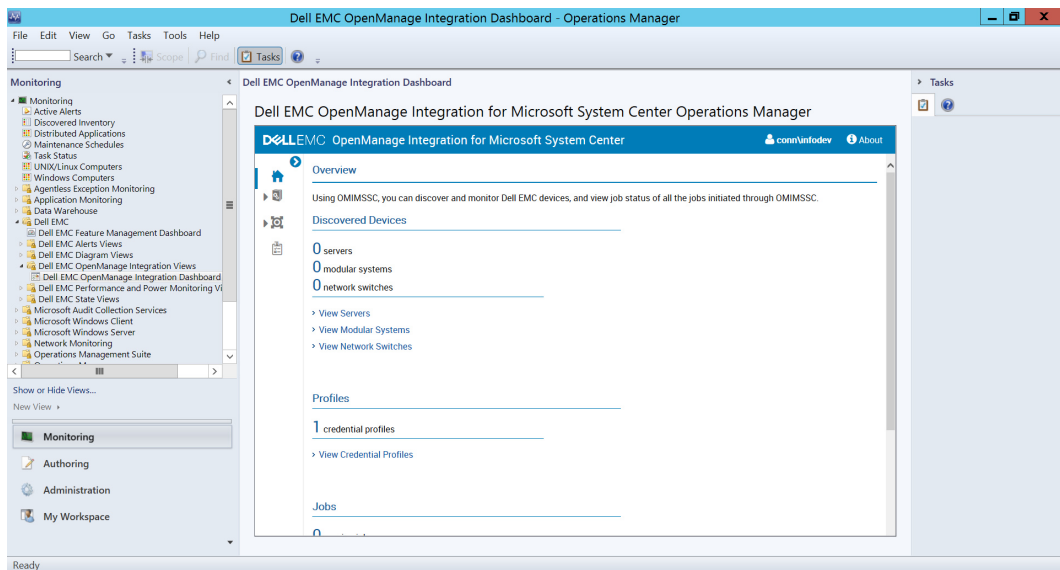 Dell EMC OpenManage Integration Dashboard - Operations Manager
File Edit View Go Tasks Tools Help
Search Scope Find Tasks
Monitoring
Monitoring
Active Alerts
Discovered Inventory
Distributed Applications
Maintenance Schedules
Task Status
UNIX/Linux Computers
Windows Computers
Agentless Exception Monitoring
Application Monitoring
Data Warehouse
Dell EMC
Dell EMC Feature Management Dashboard
Dell EMC Alerts Views
Dell EMC Diagram Views
Dell EMC OpenManage Integration Views
Dell EMC OpenManage Integration Dashboard
Dell EMC Performance and Power Monitoring Vi
Dell EMC State Views
Microsoft Audit Collection Services
Microsoft Windows Client
Microsoft Windows Server
Network Monitoring
Operations Management Suite
Show or Hide Views...
New View
Monitoring
Authoring
Administration
My Workspace
Ready
Dell EMC OpenManage Integration Dashboard
Dell EMC OpenManage Integration for Microsoft System Center Operations Manager
DELLEMC OpenManage Integration for Microsoft System Center conn\infodev About
Overview
Using OMIMSSC, you can discover and monitor Dell EMC devices, and view job status of all the jobs initiated through OMIMSSC.
Discovered Devices
0 servers
0 modular systems
0 network switches
› View Servers
› View Modular Systems
› View Network Switches
Profiles
1 credential profiles
› View Credential Profiles
Jobs
Tasks